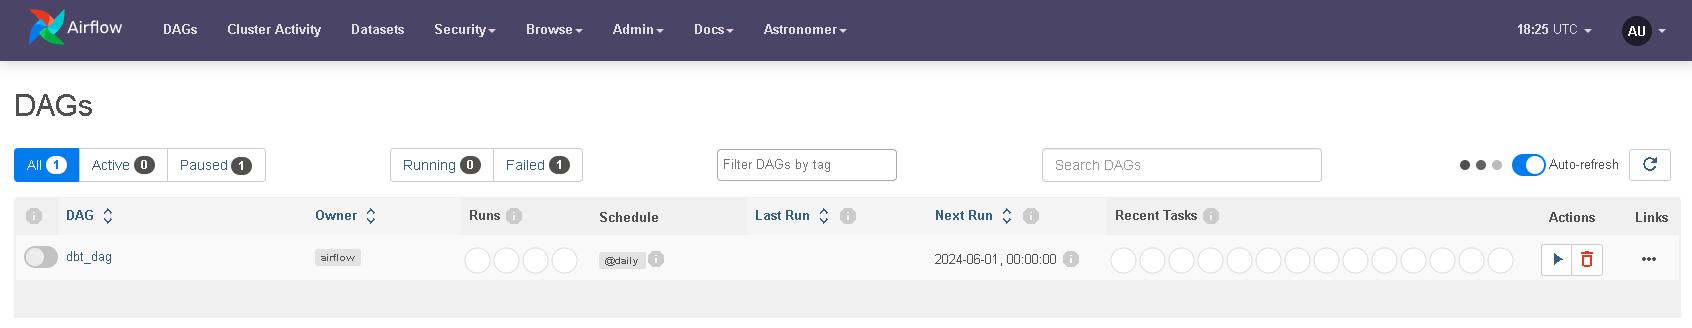 Airflow DAGs Cluster Activity Datasets Security Browse Admin Docs Astronomer 18:25 UTC AU
DAGs
All 1 Active 0 Paused 1 Running 0 Failed 1 Filter DAGs by tag Search DAGs Auto-refresh
i DAG Owner Runs i Schedule Last Run i Next Run i Recent Tasks i Actions Links
dbt_dag airflow @daily i 2024-06-01, 00:00:00 i